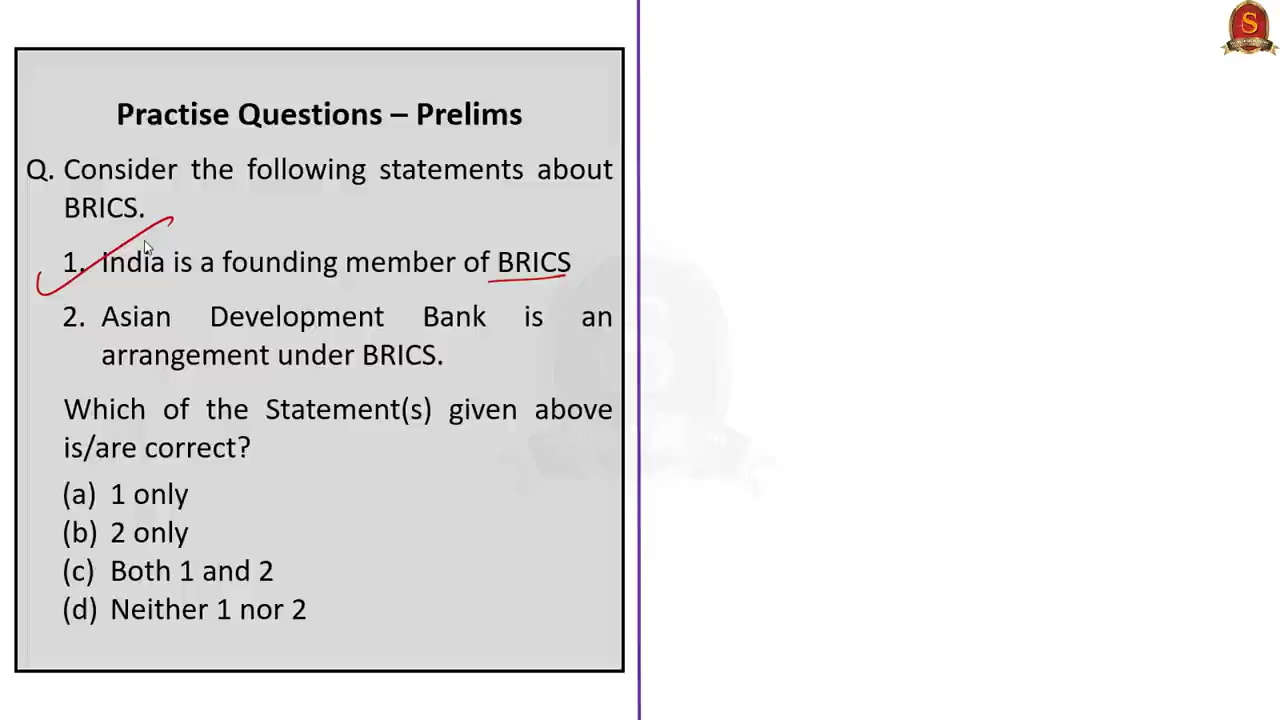 S
Practise Questions – Prelims
Q. Consider the following statements about
BRICS.
1. India is a founding member of BRICS
2. Asian Development Bank is an
arrangement under BRICS.
Which of the Statement(s) given above
is/are correct?
(a) 1 only
(b) 2 only
(c) Both 1 and 2
(d) Neither 1 nor 2